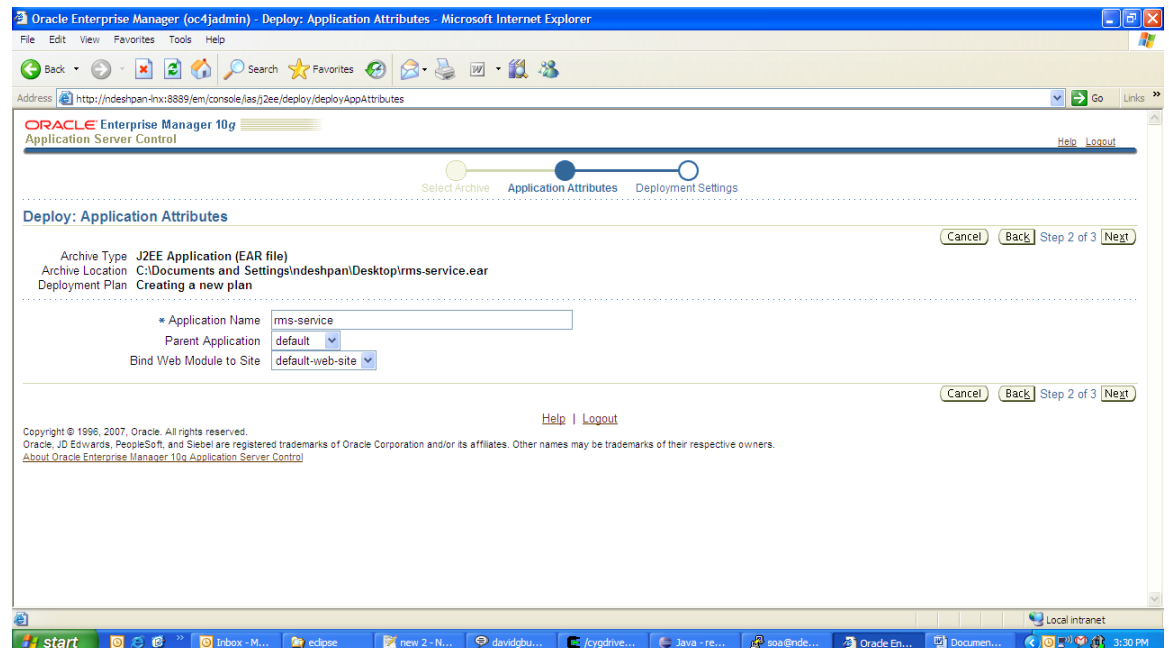 Oracle Enterprise Manager (oc4jadmin) - Deploy: Application Attributes - Microsoft Internet Explorer
File Edit View Favorites Tools Help
Back Search Favorites
Address http://ndeshpan-lnx:8889/em/console/ias/j2ee/deploy/deployAppAttributes Go Links »
ORACLE Enterprise Manager 10g
Application Server Control
Help Logout
Select Archive Application Attributes Deployment Settings
Deploy: Application Attributes
Cancel Back Step 2 of 3 Next
Archive Type J2EE Application (EAR file)
Archive Location C:\Documents and Settings\ndeshpan\Desktop\rms-service.ear
Deployment Plan Creating a new plan
* Application Name rms-service
Parent Application default
Bind Web Module to Site default-web-site
Cancel Back Step 2 of 3 Next
Help | Logout
Copyright © 1996, 2007, Oracle. All rights reserved.
Oracle, JD Edwards, PeopleSoft, and Siebel are registered trademarks of Oracle Corporation and/or its affiliates. Other names may be trademarks of their respective owners.
About Oracle Enterprise Manager 10g Application Server Control
Local intranet
start » Inbox - M... eclipse new 2 - N... davidgbu... /cygdrive... Java - re... soa@nde... Oracle En... Documen... 3:30 PM